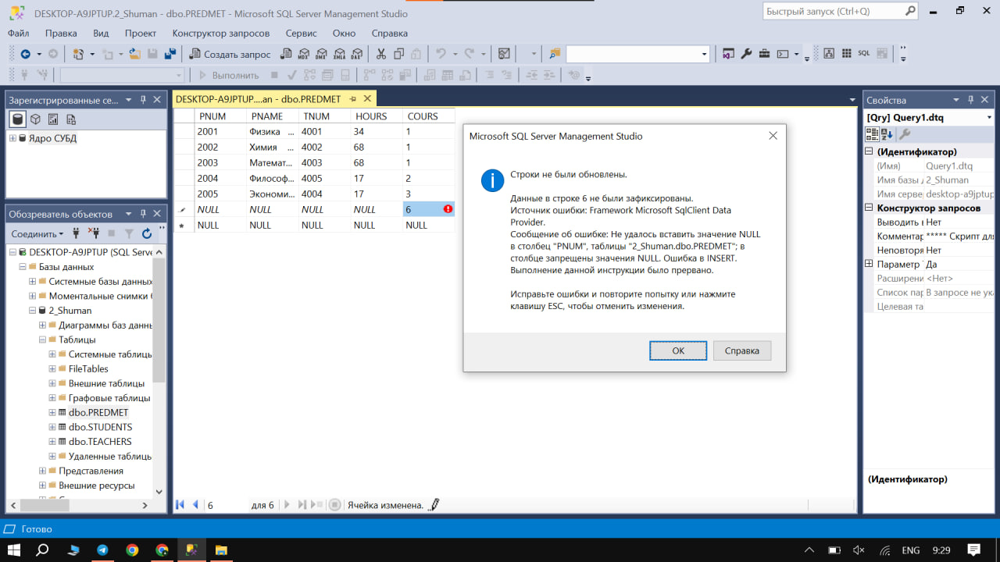 DESKTOP-A9JPTUP.2_Shuman - dbo.PREDMET - Microsoft SQL Server Management Studio
Быстрый запуск (Ctrl+Q)
Файл Правка Вид Проект Конструктор запросов Сервис Окно Справка
Создать запрос MDX DMX XMLA DAX SQL
Выполнить
Зарегистрированные се...
Ядро СУБД
Обозреватель объектов
Соединить
DESKTOP-A9JPTUP (SQL Serve
Базы данных
Системные базы данных
Моментальные снимки б
2_Shuman
Диаграммы баз данн
Таблицы
Системные таблицы
FileTables
Внешние таблицы
Графовые таблицы
dbo.PREDMET
dbo.STUDENTS
dbo.TEACHERS
Удаленные таблицы
Представления
Внешние ресурсы
DESKTOP-A9JPTUP....an - dbo.PREDMET
PNUM PNAME TNUM HOURS COURS
2001 Физика ... 4001 34 1
2002 Химия ... 4002 68 1
2003 Математ... 4003 68 1
2004 Философ... 4005 17 2
2005 Экономи... 4004 17 3
NULL NULL NULL NULL 6
NULL NULL NULL NULL NULL
6 для 6 Ячейка изменена.
Microsoft SQL Server Management Studio
Строки не были обновлены.
Данные в строке 6 не были зафиксированы.
Источник ошибки: Framework Microsoft SqlClient Data
Provider.
Сообщение об ошибке: Не удалось вставить значение NULL
в столбец "PNUM", таблицы "2_Shuman.dbo.PREDMET"; в
столбце запрещены значения NULL. Ошибка в INSERT.
Выполнение данной инструкции было прервано.
Исправьте ошибки и повторите попытку или нажмите
клавишу ESC, чтобы отменить изменения.
OK Справка
Свойства
[Qry] Query1.dtq
(Идентификатор)
(Имя) Query1.dtq
Имя базы 2_Shuman
Имя серве desktop-a9jptup
Конструктор запросов
Выводить Нет
Комментар ***** Скрипт для
Неповторя Нет
Параметр Да
Расширени <Нет>
Список пар В запросе не ука
Целевая та
(Идентификатор)
Готово
ENG 9:29